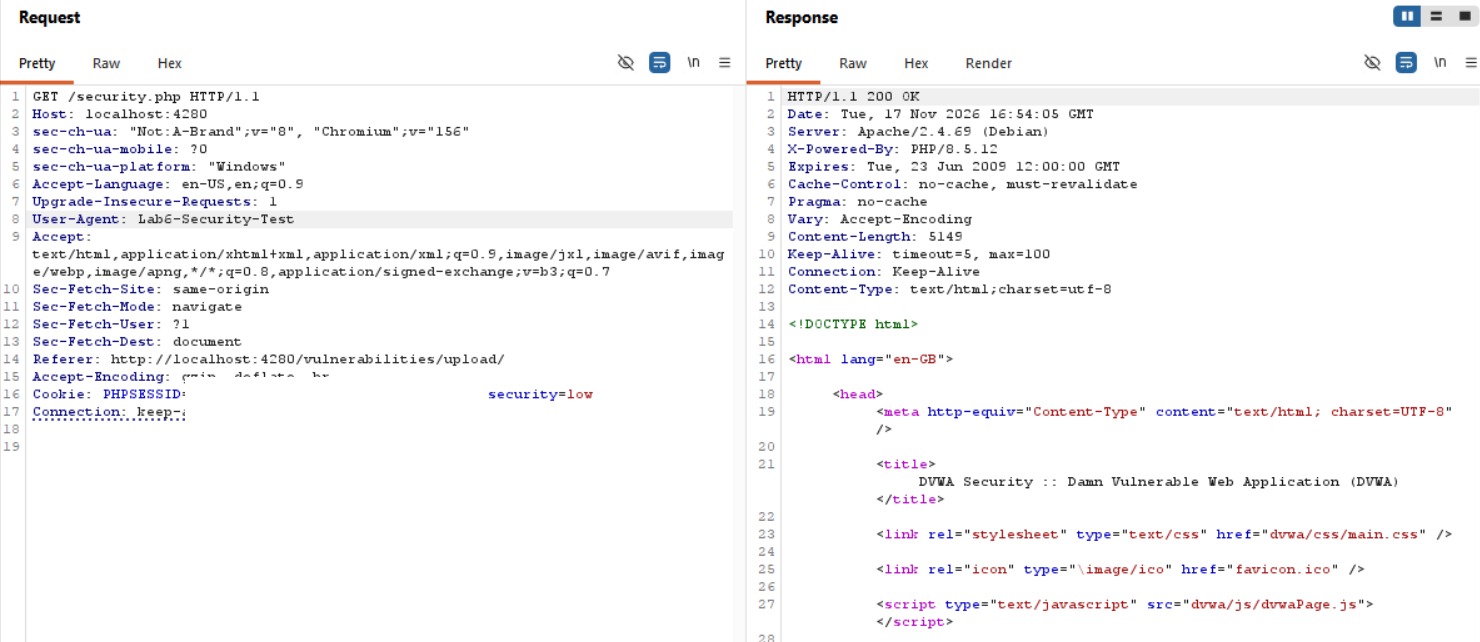 Request
Pretty Raw Hex
\n
1 GET /security.php HTTP/1.1
2 Host: localhost:4280
3 sec-ch-ua: "Not:A-Brand";v="8", "Chromium";v="156"
4 sec-ch-ua-mobile: ?0
5 sec-ch-ua-platform: "Windows"
6 Accept-Language: en-US,en;q=0.9
7 Upgrade-Insecure-Requests: 1
8 User-Agent: Lab6-Security-Test
9 Accept:
text/html,application/xhtml+xml,application/xml;q=0.9,image/jxl,image/avif,imag
e/webp,image/apng,*/*;q=0.8,application/signed-exchange;v=b3;q=0.7
10 Sec-Fetch-Site: same-origin
11 Sec-Fetch-Mode: navigate
12 Sec-Fetch-User: ?1
13 Sec-Fetch-Dest: document
14 Referer: http://localhost:4280/vulnerabilities/upload/
15 Accept-Encoding:
16 Cookie: PHPSESSID= security=low
17 Connection:
18
19
Response
Pretty Raw Hex Render
\n
1 HTTP/1.1 200 OK
2 Date: Tue, 17 Nov 2026 16:54:05 GMT
3 Server: Apache/2.4.69 (Debian)
4 X-Powered-By: PHP/8.5.12
5 Expires: Tue, 23 Jun 2009 12:00:00 GMT
6 Cache-Control: no-cache, must-revalidate
7 Pragma: no-cache
8 Vary: Accept-Encoding
9 Content-Length: 5149
10 Keep-Alive: timeout=5, max=100
11 Connection: Keep-Alive
12 Content-Type: text/html;charset=utf-8
13
14 <!DOCTYPE html>
15
16 <html lang="en-GB">
17
18 <head>
19 <meta http-equiv="Content-Type" content="text/html; charset=UTF-8"
/>
20
21 <title>
DVWA Security :: Damn Vulnerable Web Application (DVWA)
</title>
22
23 <link rel="stylesheet" type="text/css" href="dvwa/css/main.css" />
24
25 <link rel="icon" type="\image/ico" href="favicon.ico" />
26
27 <script type="text/javascript" src="dvwa/js/dvwaPage.js">
</script>
28